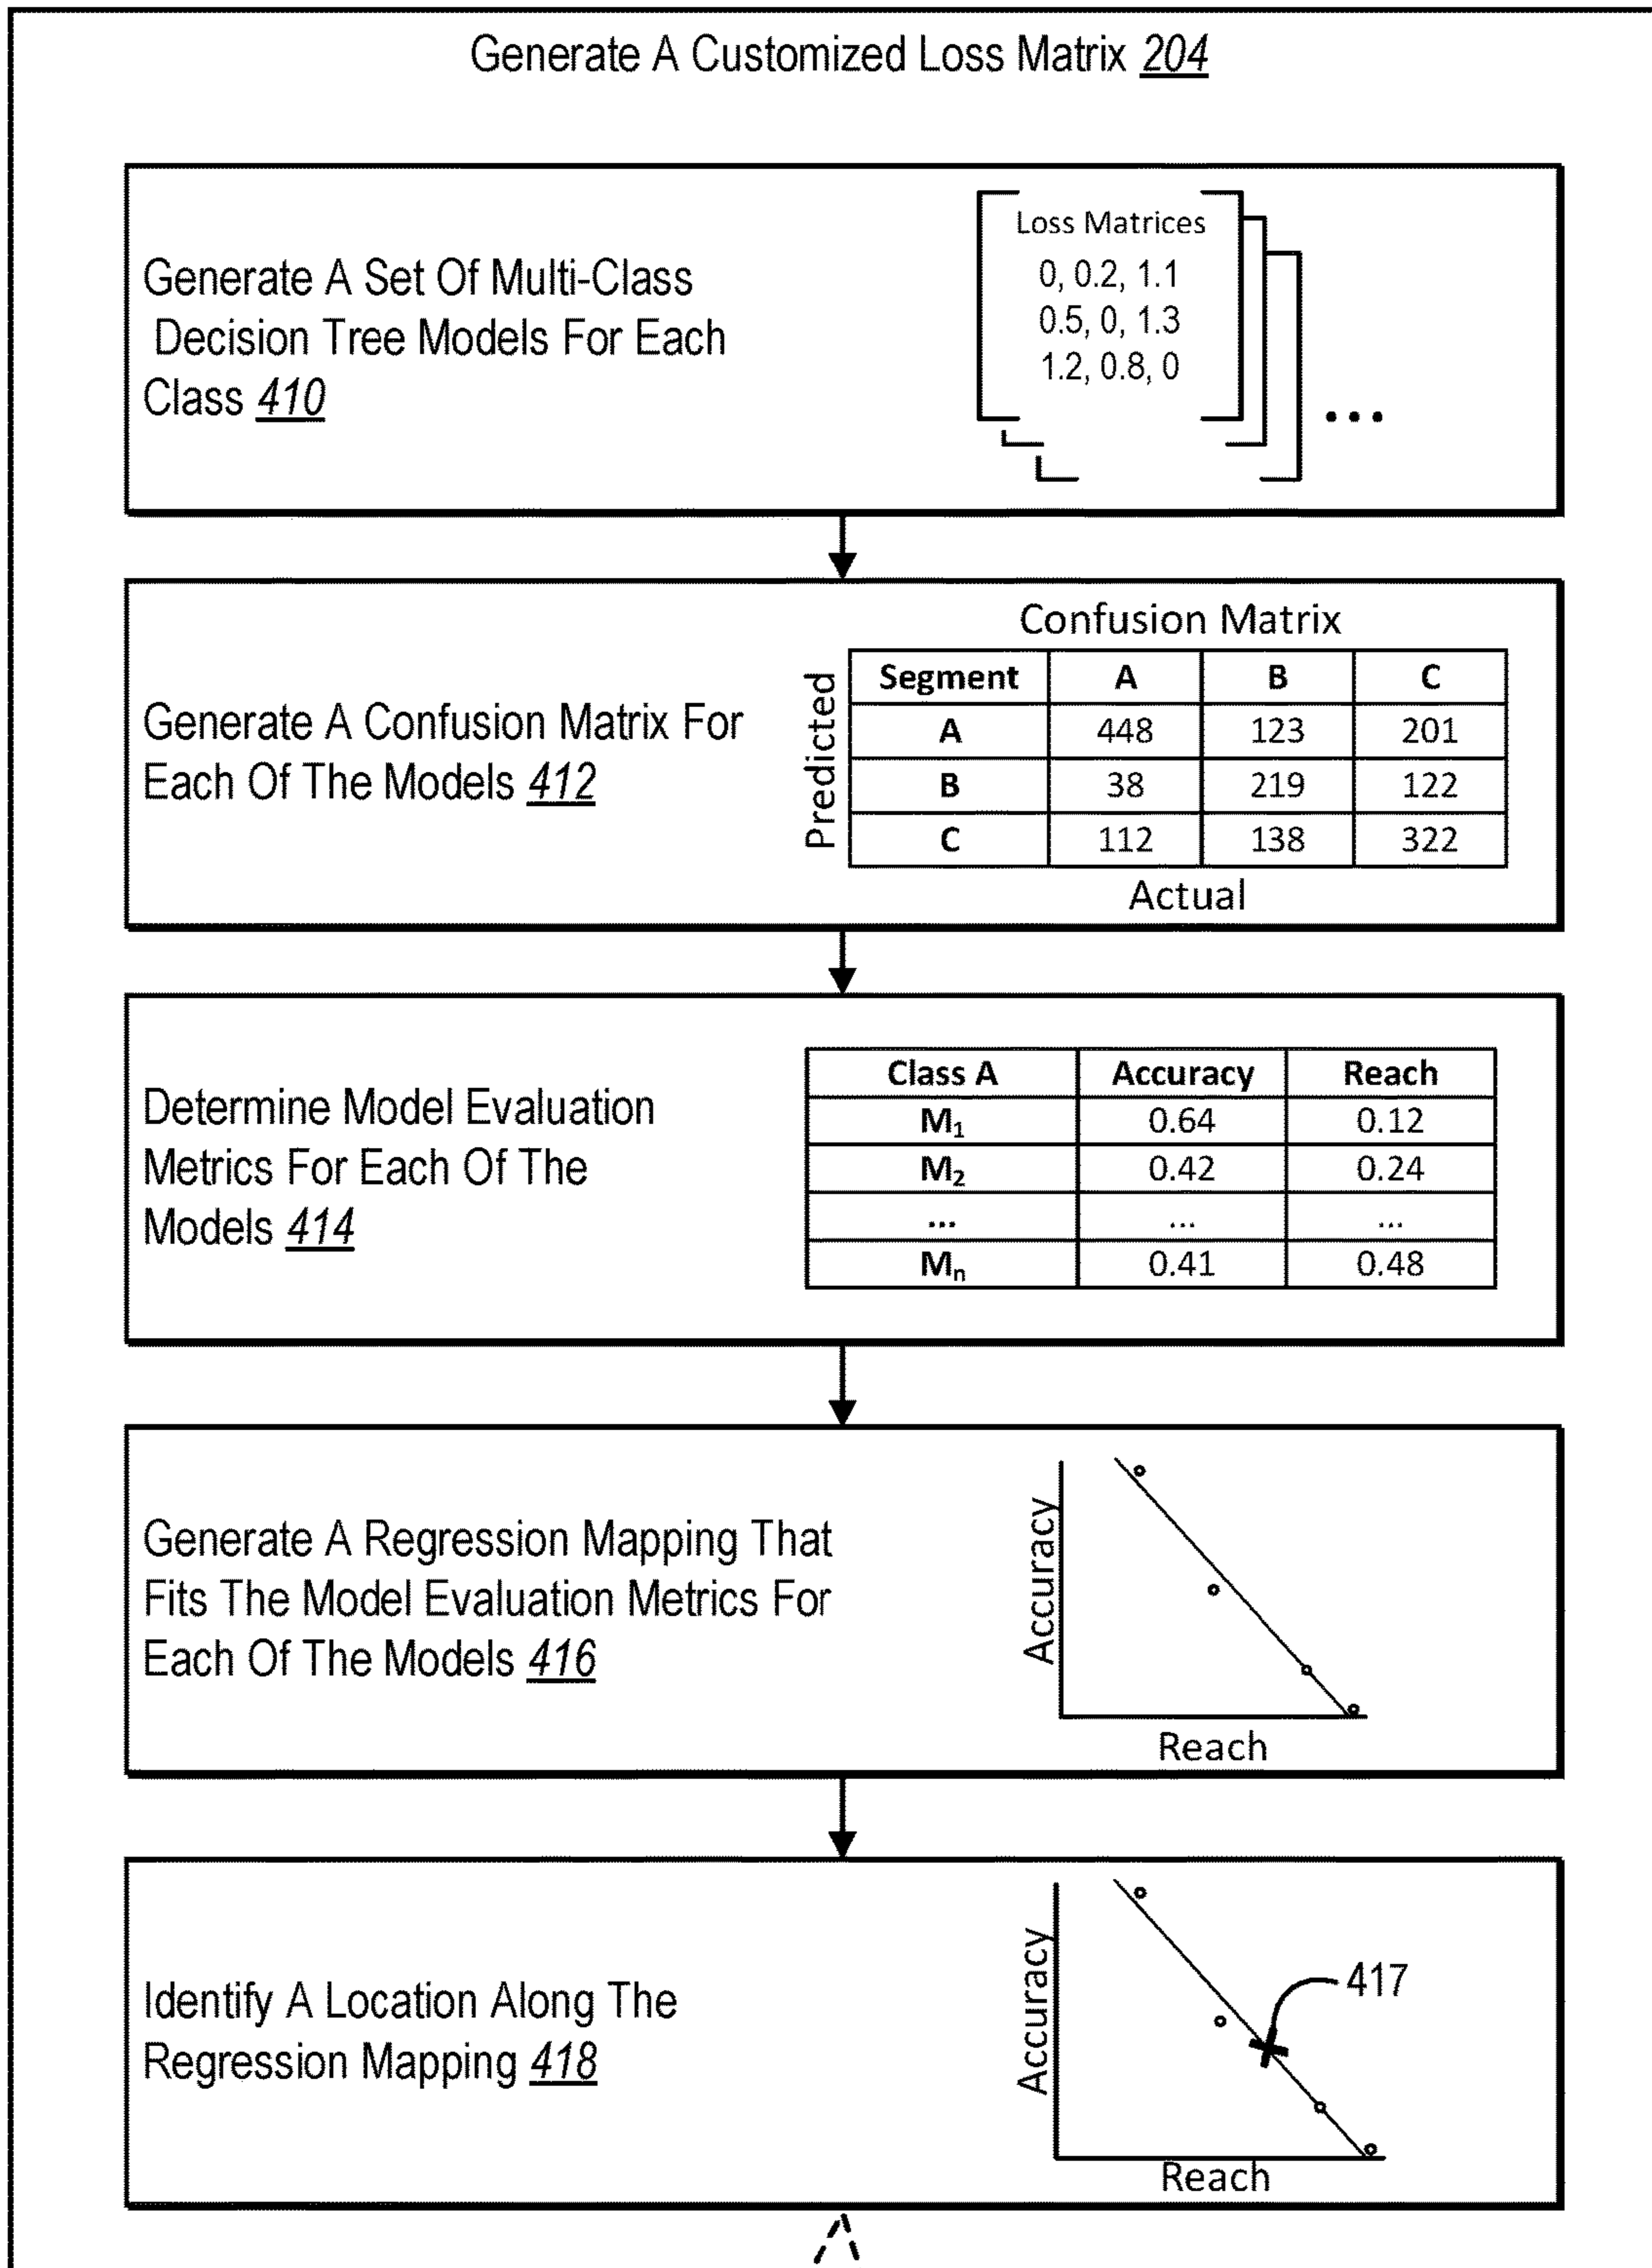 Generate A Customized Loss Matrix 204
Generate A Set Of Multi-Class
Decision Tree Models For Each
Class 410
Loss Matrices
0, 0.2, 1.1
0.5, 0, 1.3
1.2, 0.8, 0
...
Generate A Confusion Matrix For
Each Of The Models 412
Confusion Matrix
Predicted
Segment A B C
A 448 123 201
B 38 219 122
C 112 138 322
Actual
Determine Model Evaluation
Metrics For Each Of The
Models 414
Class A Accuracy Reach
M₁ 0.64 0.12
M₂ 0.42 0.24
... ... ...
Mₙ 0.41 0.48
Generate A Regression Mapping That
Fits The Model Evaluation Metrics For
Each Of The Models 416
Accuracy
Reach
Identify A Location Along The
Regression Mapping 418
Accuracy
417
Reach